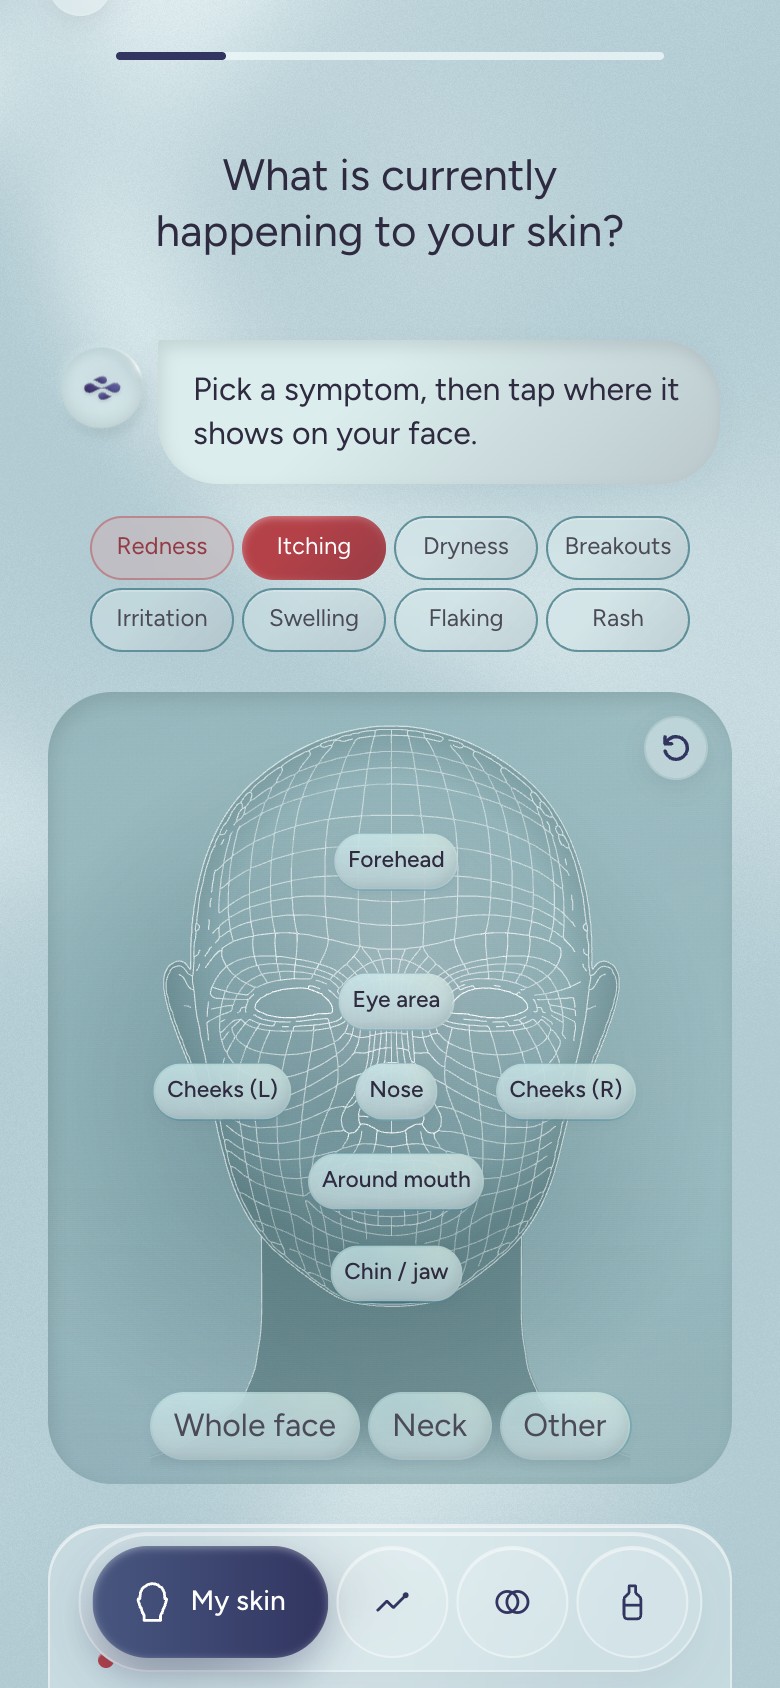 What is currently
happening to your skin?
Pick a symptom, then tap where it
shows on your face.
Redness Itching Dryness Breakouts
Irritation Swelling Flaking Rash
Forehead
Eye area
Cheeks (L) Nose Cheeks (R)
Around mouth
Chin / jaw
Whole face Neck Other
My skin